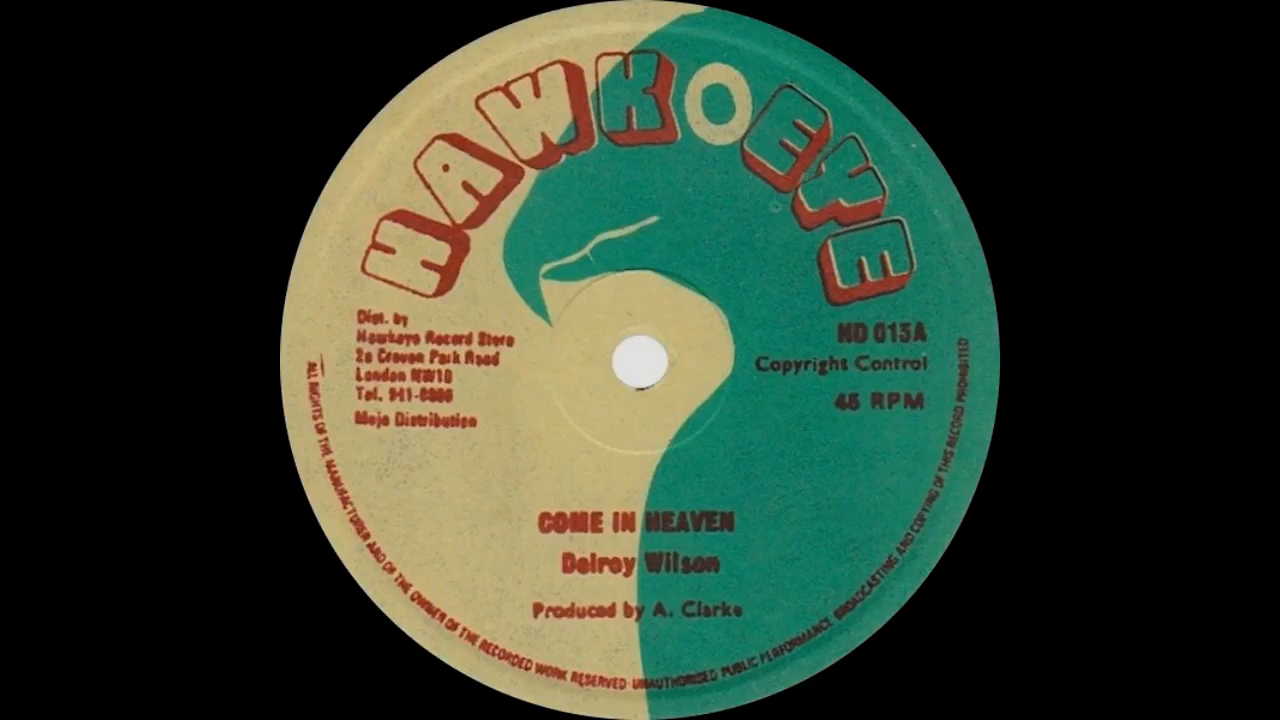 HAWKEYE
Dist. by
Hawkeye Record Store
2a Craven Park Road
London NW10
Tel.
Mojo Distribution
HD 015A
Copyright Control
45 RPM
COME IN HEAVEN
Delroy Wilson
Produced by A. Clarke
ALL RIGHTS OF THE MANUFACTURER AND OF THE OWNER OF THE RECORDED WORK RESERVED · UNAUTHORISED PUBLIC PERFORMANCE BROADCASTING AND COPYING OF THIS RECORD PROHIBITED